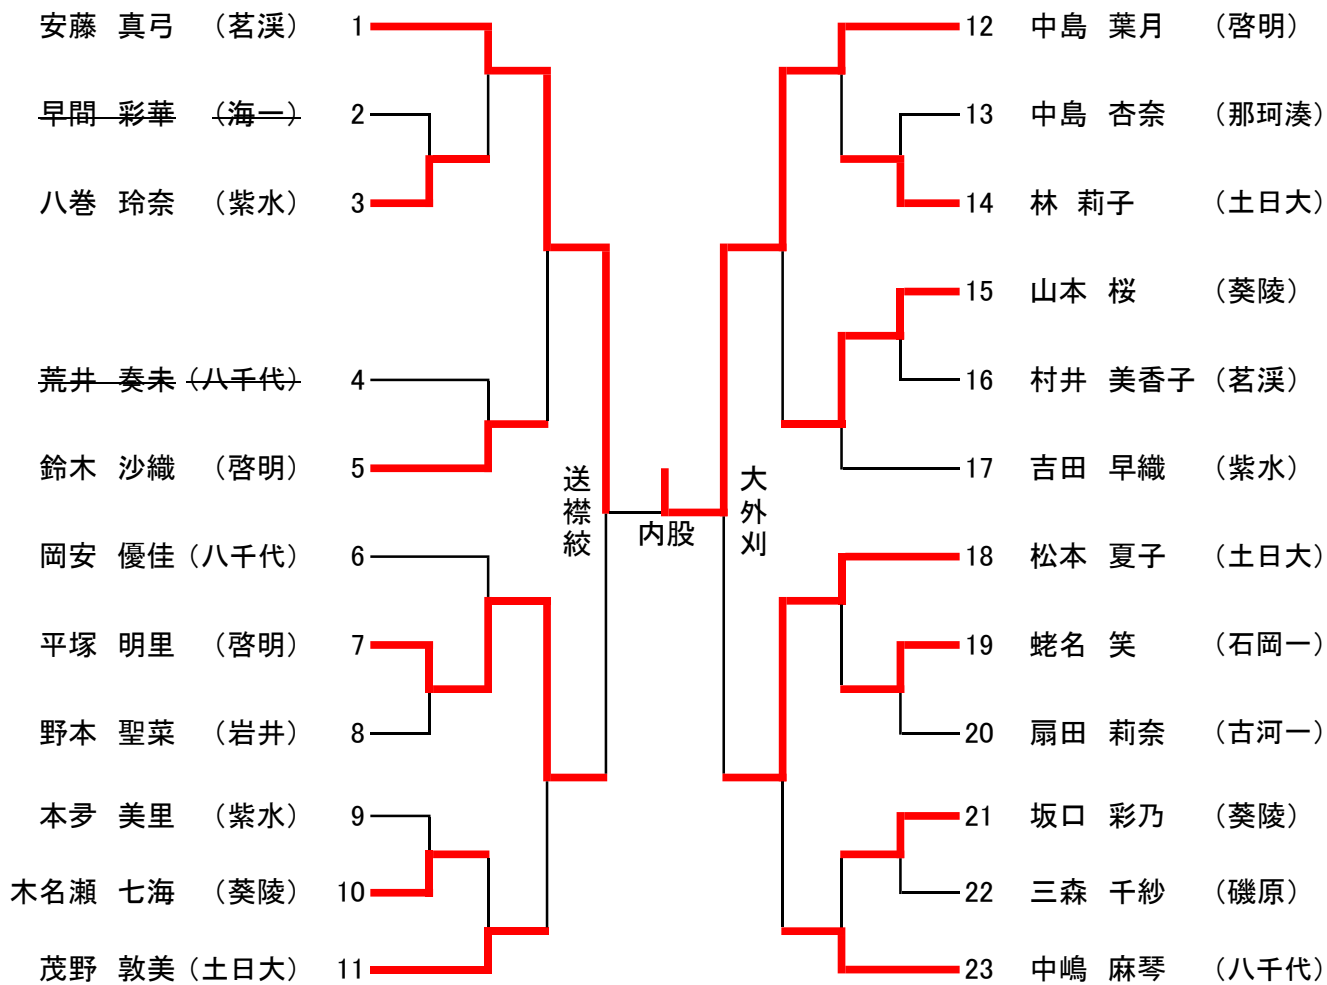 安藤 真弓 （茗渓） 1
早間 彩華 （海一） 2
八巻 玲奈 （紫水） 3
荒井 奏未（八千代） 4
鈴木 沙織 （啓明） 5
岡安 優佳（八千代） 6
平塚 明里 （啓明） 7
野本 聖菜 （岩井） 8
本夛 美里 （紫水） 9
木名瀬 七海 （葵陵） 10
茂野 敦美（土日大） 11
送襟絞
内股
大外刈
12 中島 葉月 （啓明）
13 中島 杏奈 （那珂湊）
14 林 莉子 （土日大）
15 山本 桜 （葵陵）
16 村井 美香子（茗渓）
17 吉田 早織 （紫水）
18 松本 夏子 （土日大）
19 蛯名 笑 （石岡一）
20 扇田 莉奈 （古河一）
21 坂口 彩乃 （葵陵）
22 三森 千紗 （磯原）
23 中嶋 麻琴 （八千代）